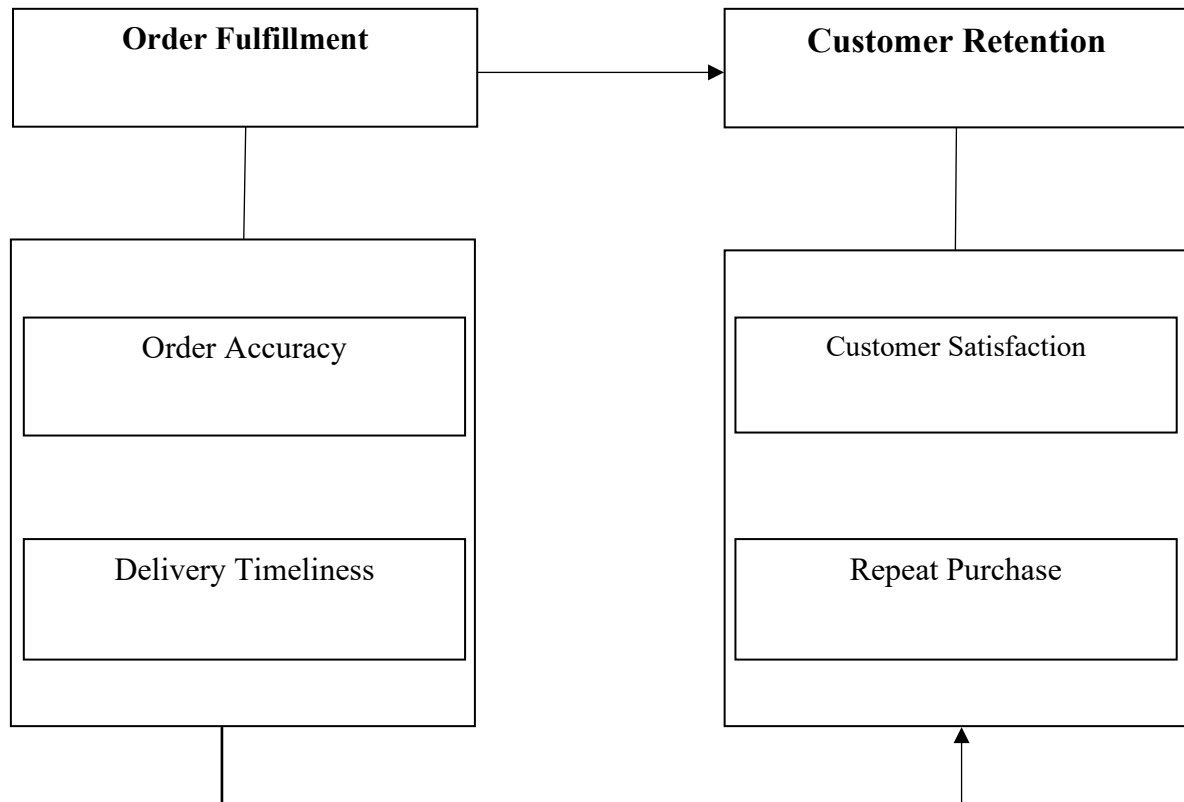 Order Fulfillment
Customer Retention
Order Accuracy
Delivery Timeliness
Customer Satisfaction
Repeat Purchase